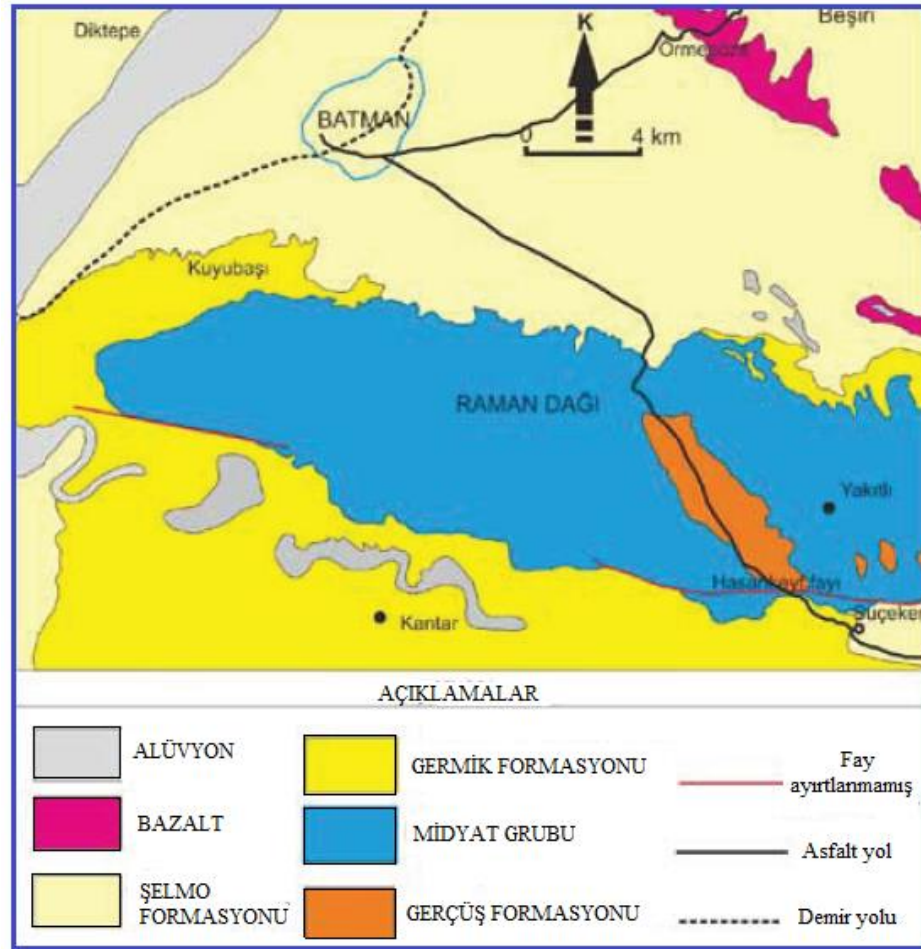 Diktepe
Beşiri
K
BATMAN
0 4 km
Kuyubaşı
RAMAN DAĞI
Yakıtlı
Hasankeyf fayı
Kantar
AÇIKLAMALAR
ALÜVYON
BAZALT
ŞELMO
FORMASYONU
GERMİK FORMASYONU
MİDYAT GRUBU
GERÇÜŞ FORMASYONU
Fay
ayırtlanmamış
Asfalt yol
Demir yolu